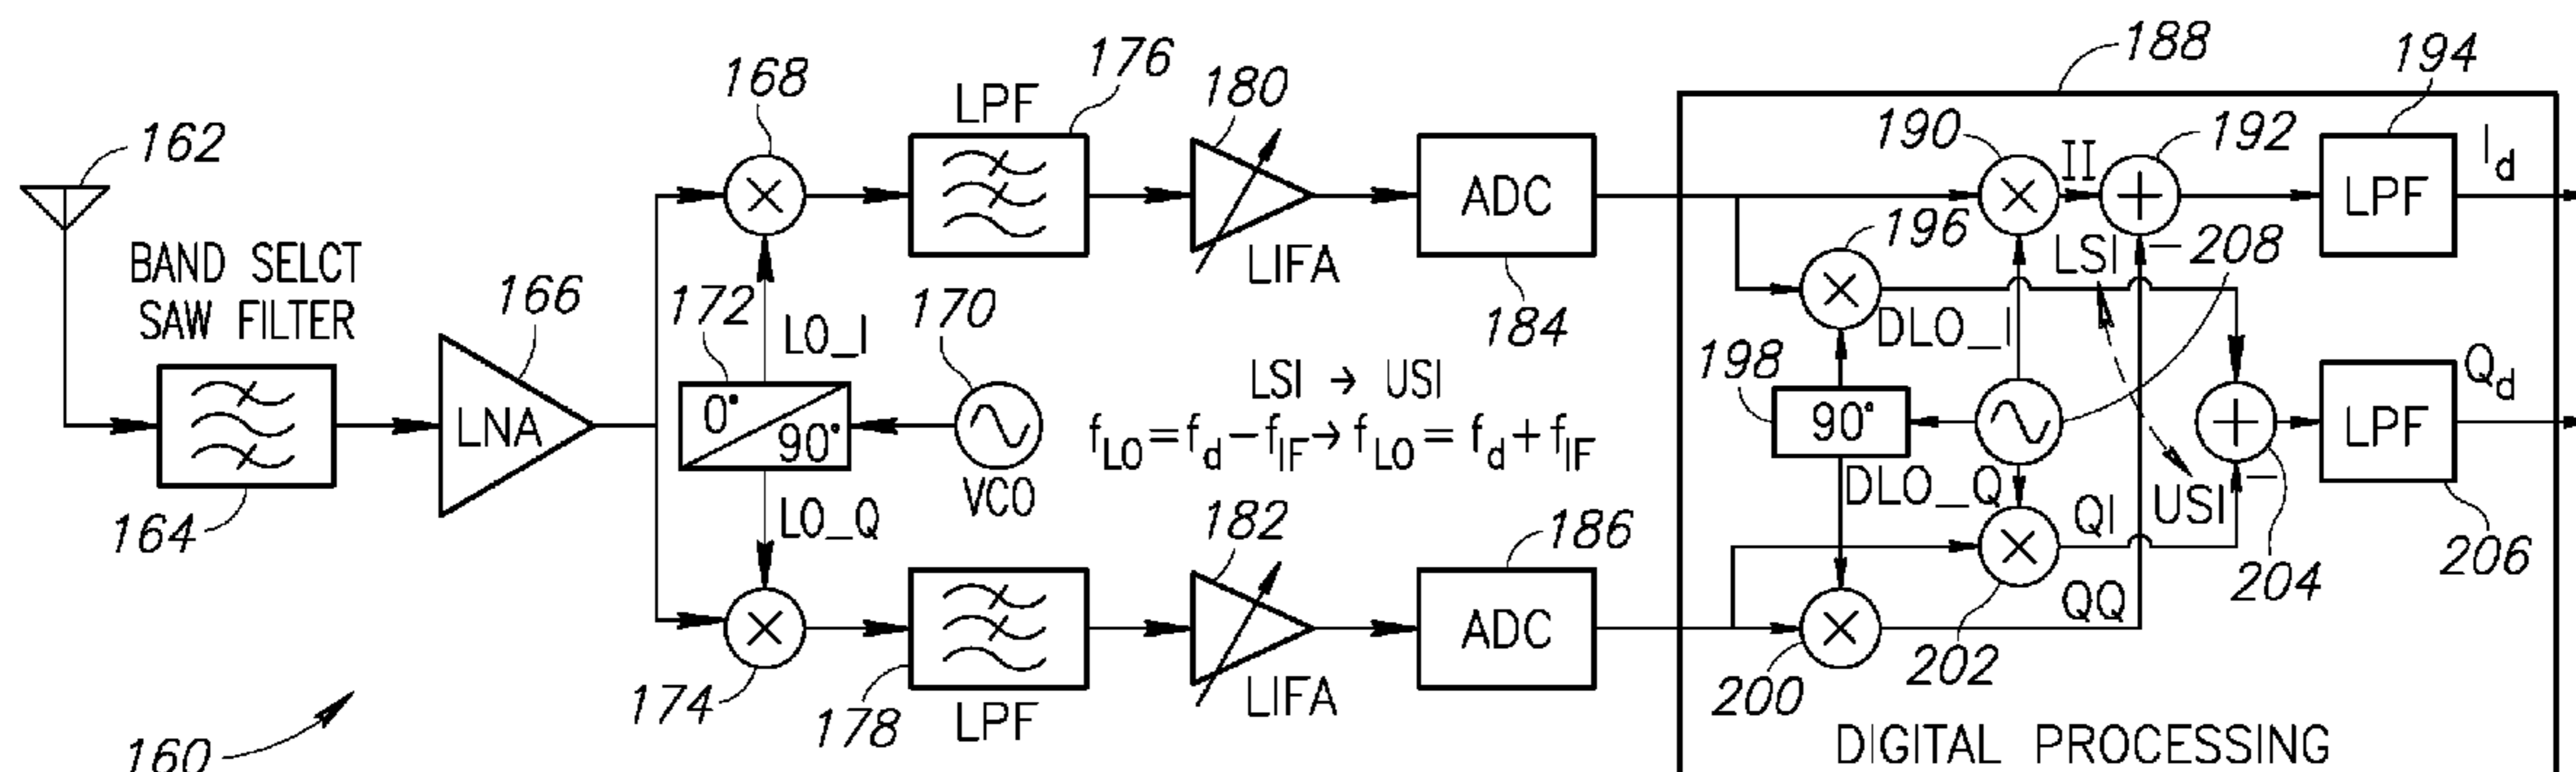 188
194
176
168
LPF
180
190
II
192
I_d
162
ADC
LPF
196
BAND SELCT
SAW FILTER
166
172
LO_I
170
LIFA
184
LSI
−
208
DLO_I
198
LSI → USI
Q_d
LNA
0°
90°
f_LO=f_d−f_IF→f_LO= f_d+f_IF
90°
LPF
VCO
DLO_Q
−
164
LO_Q
182
186
QI
USI
204
206
ADC
QQ
174
178
LPF
LIFA
200
202
160
DIGITAL PROCESSING